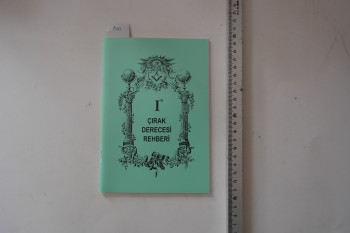 I°
ÇIRAK
DERECESİ
REHBERİ